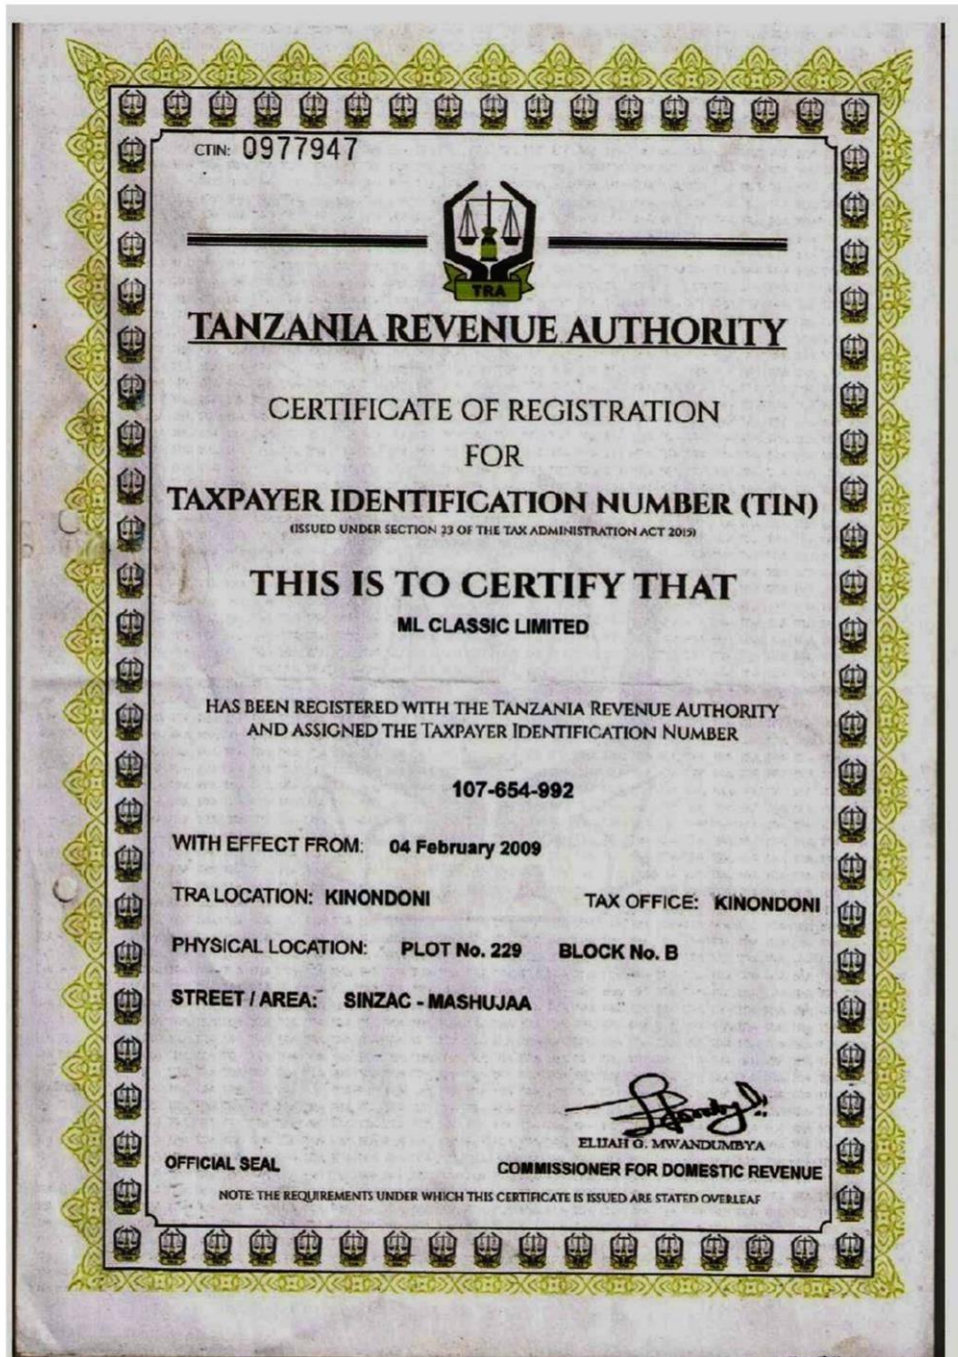 CTIN: 0977947
TRA
TANZANIA REVENUE AUTHORITY
CERTIFICATE OF REGISTRATION
FOR
TAXPAYER IDENTIFICATION NUMBER (TIN)
(ISSUED UNDER SECTION 23 OF THE TAX ADMINISTRATION ACT 2015)
THIS IS TO CERTIFY THAT
ML CLASSIC LIMITED
HAS BEEN REGISTERED WITH THE TANZANIA REVENUE AUTHORITY
AND ASSIGNED THE TAXPAYER IDENTIFICATION NUMBER
107-654-992
WITH EFFECT FROM: 04 February 2009
TRA LOCATION: KINONDONI TAX OFFICE: KINONDONI
PHYSICAL LOCATION: PLOT No. 229 BLOCK No. B
STREET / AREA: SINZAC - MASHUJAA
ELIJAH G. MWANDUMBYA
OFFICIAL SEAL COMMISSIONER FOR DOMESTIC REVENUE
NOTE: THE REQUIREMENTS UNDER WHICH THIS CERTIFICATE IS ISSUED ARE STATED OVERLEAF